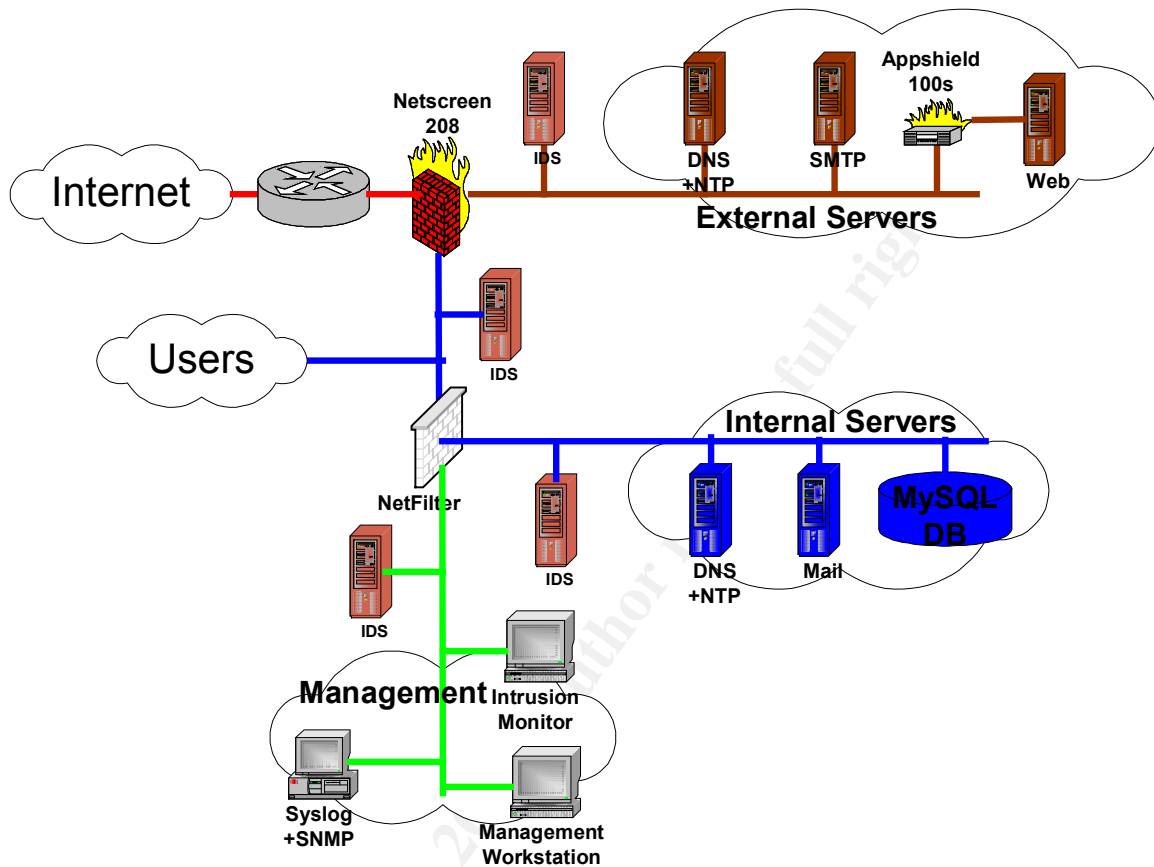 Appshield
100s
Netscreen
208
IDS
DNS
+NTP
SMTP
Web
Internet
External Servers
IDS
Users
Internal Servers
NetFilter
MySQL
DB
IDS
DNS
+NTP
Mail
IDS
Management
Intrusion
Monitor
Syslog
+SNMP
Management
Workstation
full